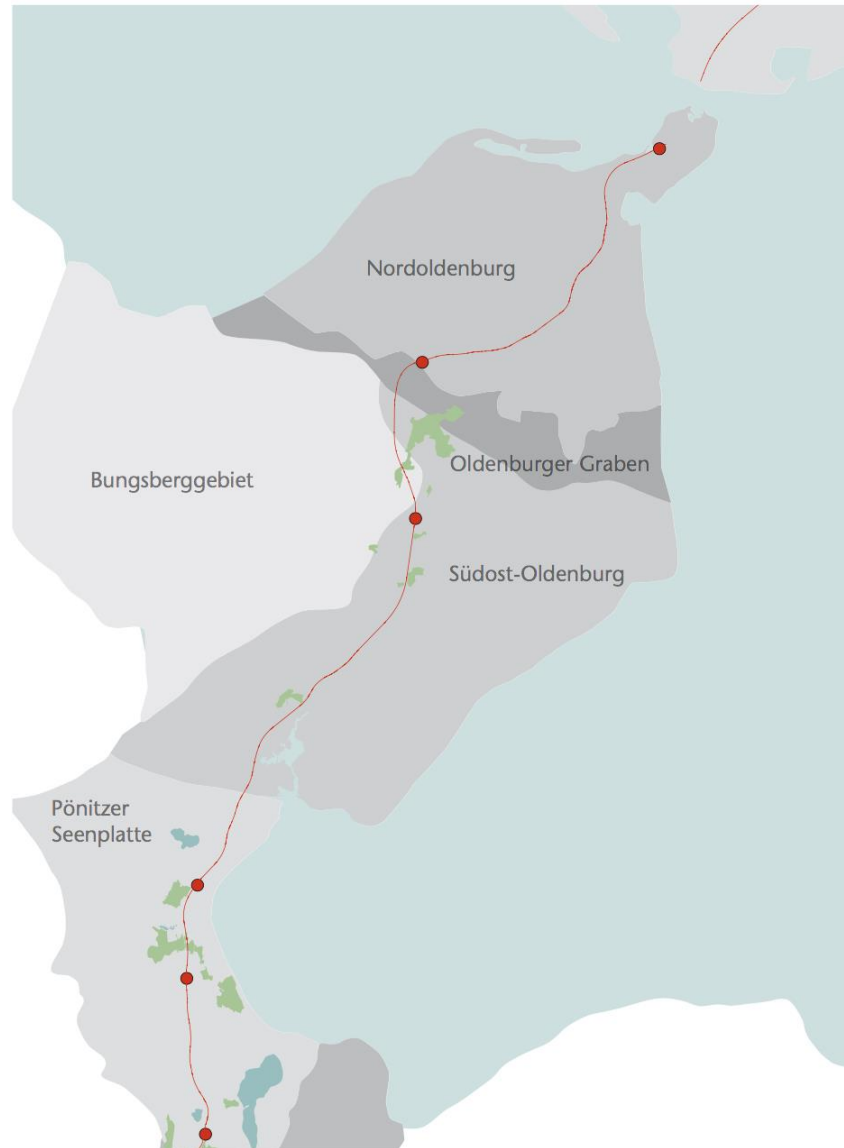 Nordoldenburg
Bungsberggebiet
Oldenburger Graben
Südost-Oldenburg
Pönitzer
Seenplatte